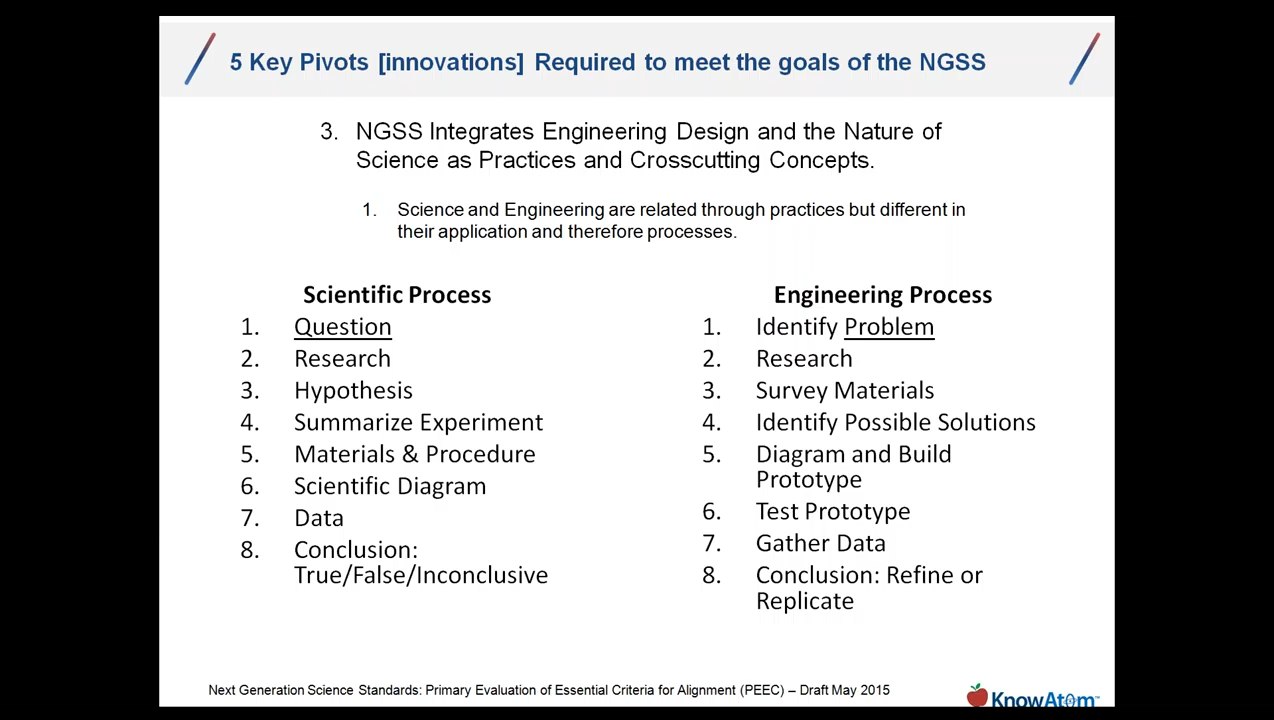 5 Key Pivots [innovations] Required to meet the goals of the NGSS
3. NGSS Integrates Engineering Design and the Nature of
Science as Practices and Crosscutting Concepts.
1. Science and Engineering are related through practices but different in
their application and therefore processes.
Scientific Process
1. Question
2. Research
3. Hypothesis
4. Summarize Experiment
5. Materials & Procedure
6. Scientific Diagram
7. Data
8. Conclusion:
True/False/Inconclusive
Engineering Process
1. Identify Problem
2. Research
3. Survey Materials
4. Identify Possible Solutions
5. Diagram and Build
Prototype
6. Test Prototype
7. Gather Data
8. Conclusion: Refine or
Replicate
Next Generation Science Standards: Primary Evaluation of Essential Criteria for Alignment (PEEC) – Draft May 2015
KnowAtom™